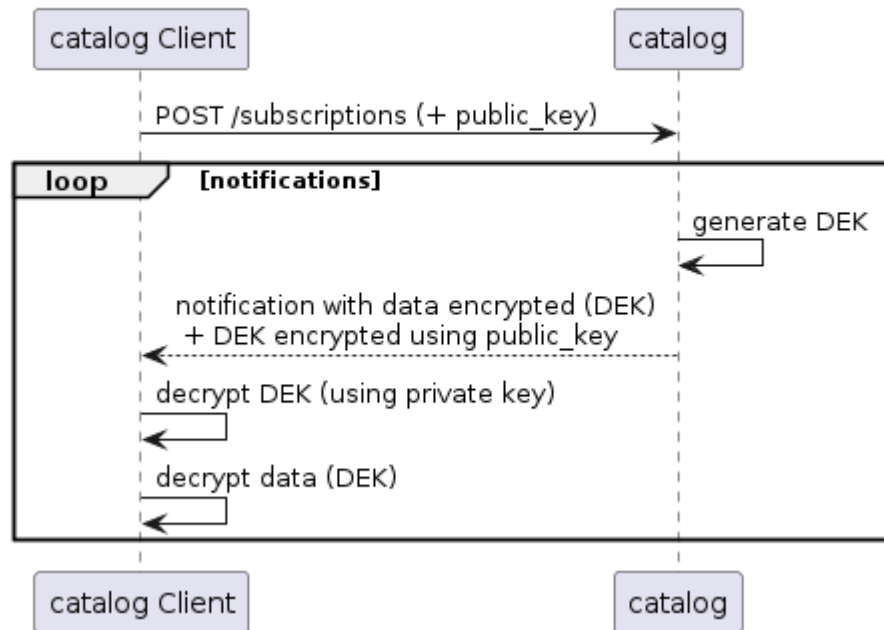 catalog Client
catalog
POST /subscriptions (+ public_key)
loop
[notifications]
generate DEK
notification with data encrypted (DEK)
+ DEK encrypted using public_key
decrypt DEK (using private key)
decrypt data (DEK)
catalog Client
catalog